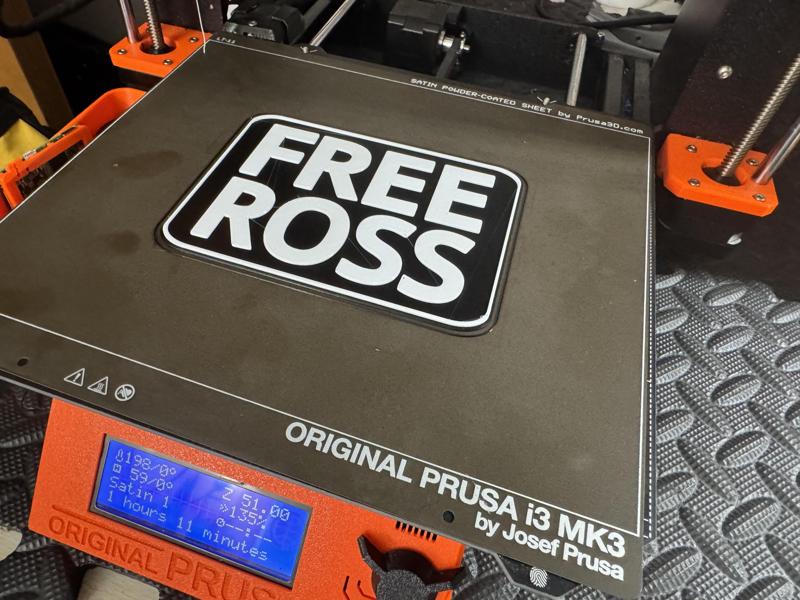 SATIN POWDER-COATED SHEET by Prusa3D.com
FREE
ROSS
ORIGINAL PRUSA i3 MK3
by Josef Prusa
198/0° Z 51.00
59/0° 135%
Satin 1 --:--
1 hours 11 minutes
ORIGINAL PRUS